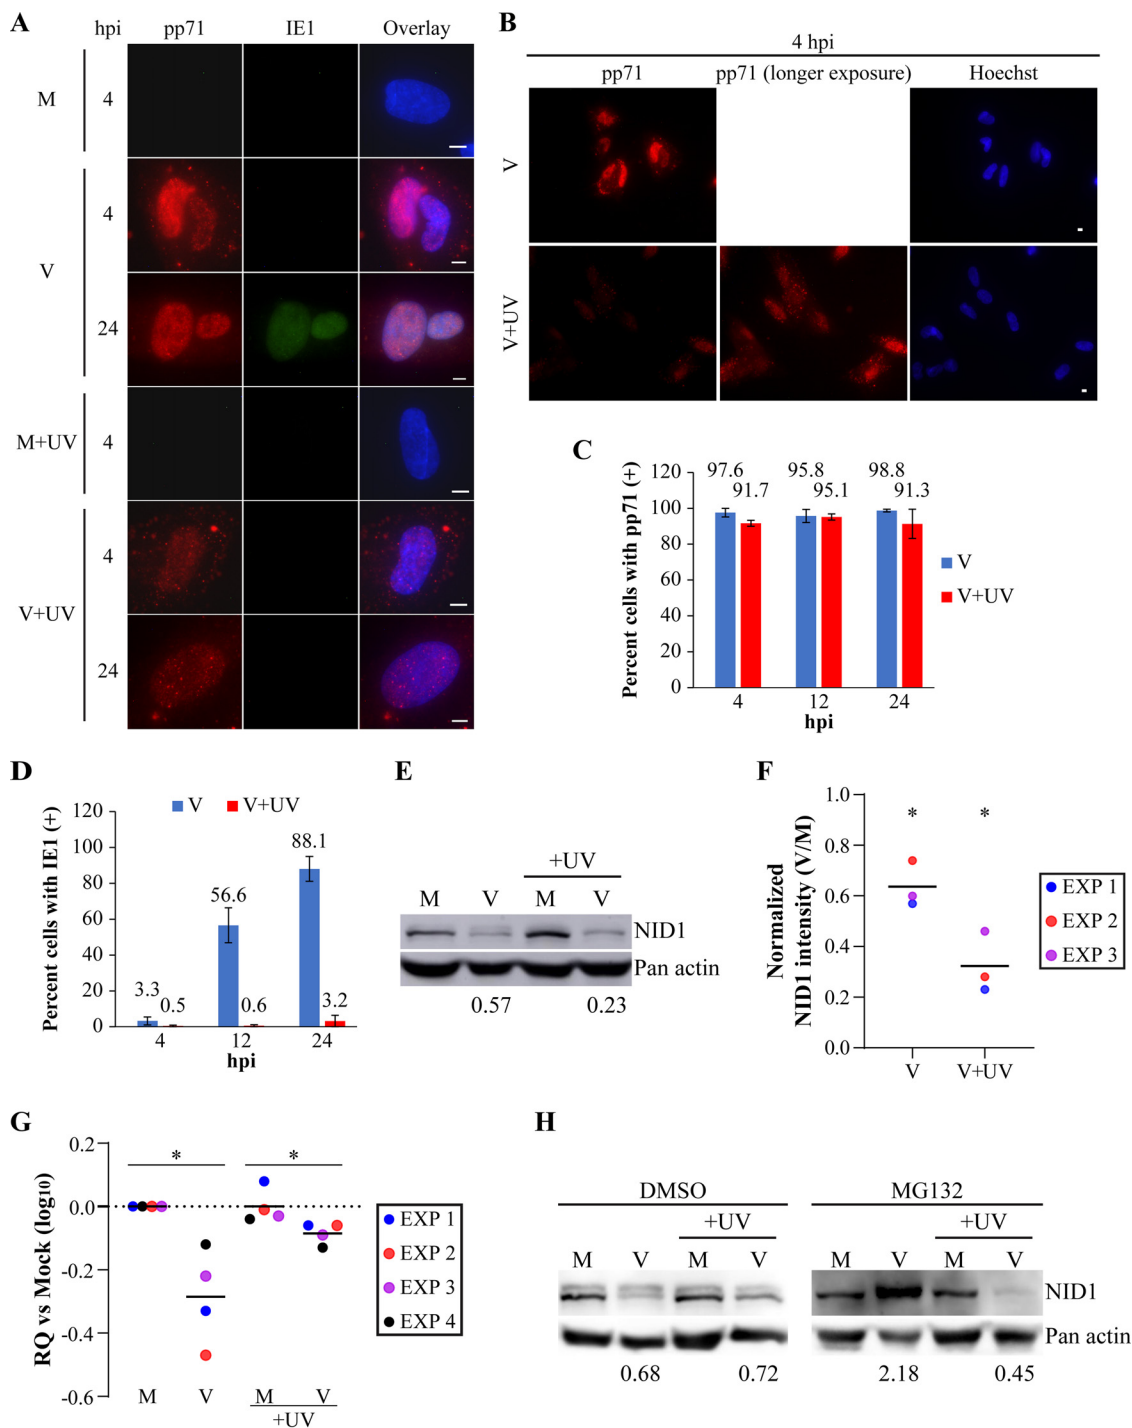 A
hpi pp71 IE1 Overlay
M 4
V 4
24
M+UV 4
V+UV 4
24
B
4 hpi
pp71 pp71 (longer exposure) Hoechst
V
V+UV
C
Percent cells with pp71 (+)
120
100
80
60
40
20
0
97.6 95.8 98.8
91.7 95.1 91.3
4 12 24
hpi
V
V+UV
D
Percent cells with IE1 (+)
V V+UV
120
100
80
60
40
20
0
3.3 0.5 56.6 0.6 88.1 3.2
4 12 24
hpi
E
+UV
M V M V
NID1
Pan actin
0.57 0.23
F
Normalized
NID1 intensity (V/M)
1.0
0.8
0.6
0.4
0.2
0.0
* *
V V+UV
EXP 1
EXP 2
EXP 3
G
RQ vs Mock (log10)
0.2
0.0
-0.2
-0.4
-0.6
* *
M V M V
+UV
EXP 1
EXP 2
EXP 3
EXP 4
H
DMSO MG132
+UV +UV
M V M V M V M V
NID1
Pan actin
0.68 0.72 2.18 0.45